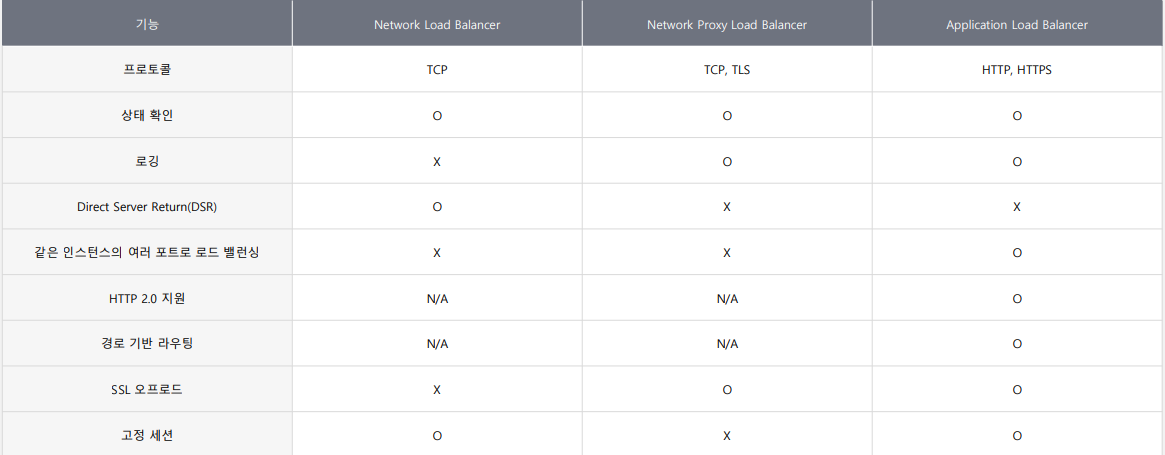 기능 Network Load Balancer Network Proxy Load Balancer Application Load Balancer
프로토콜 TCP TCP, TLS HTTP, HTTPS
상태 확인 O O O
로깅 X O O
Direct Server Return(DSR) O X X
같은 인스턴스의 여러 포트로 로드 밸런싱 X X O
HTTP 2.0 지원 N/A N/A O
경로 기반 라우팅 N/A N/A O
SSL 오프로드 X O O
고정 세션 O X O